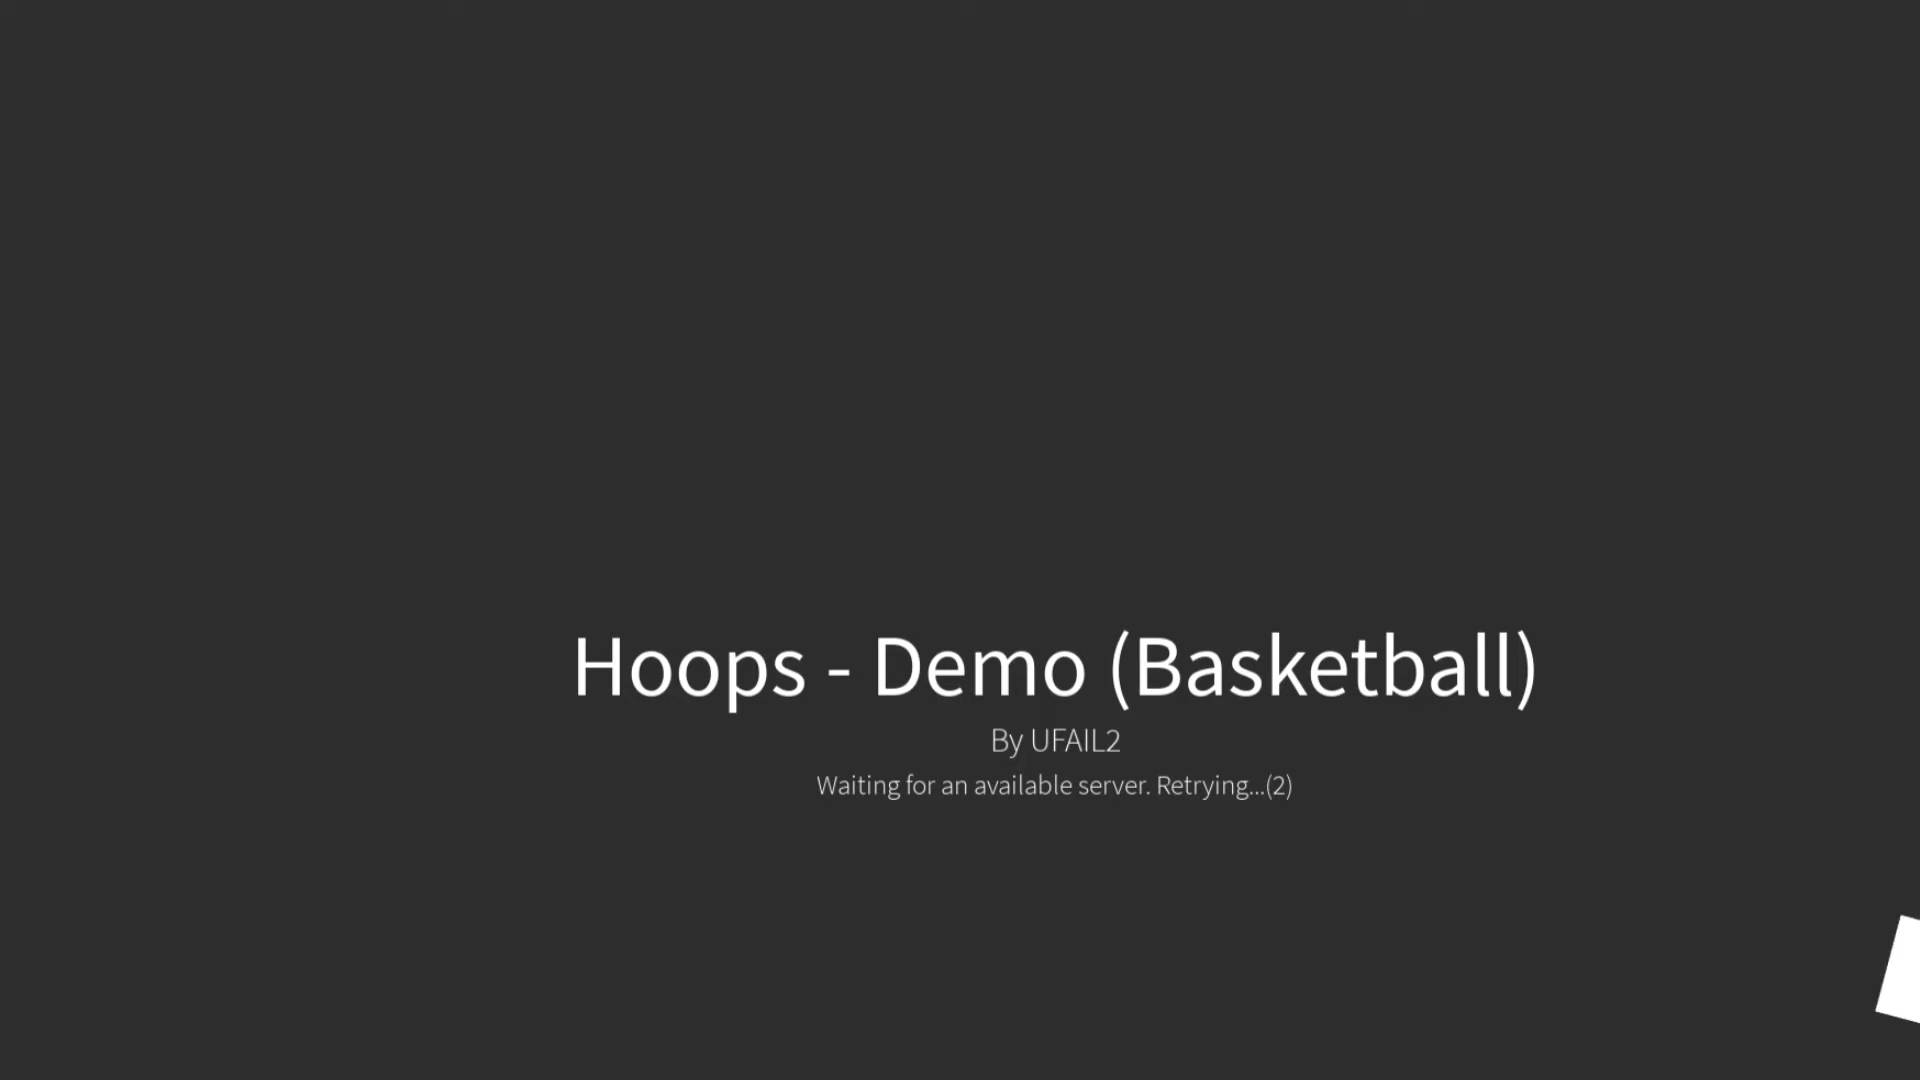 Hoops - Demo (Basketball)
By UFAIL2
Waiting for an available server. Retrying...(2)